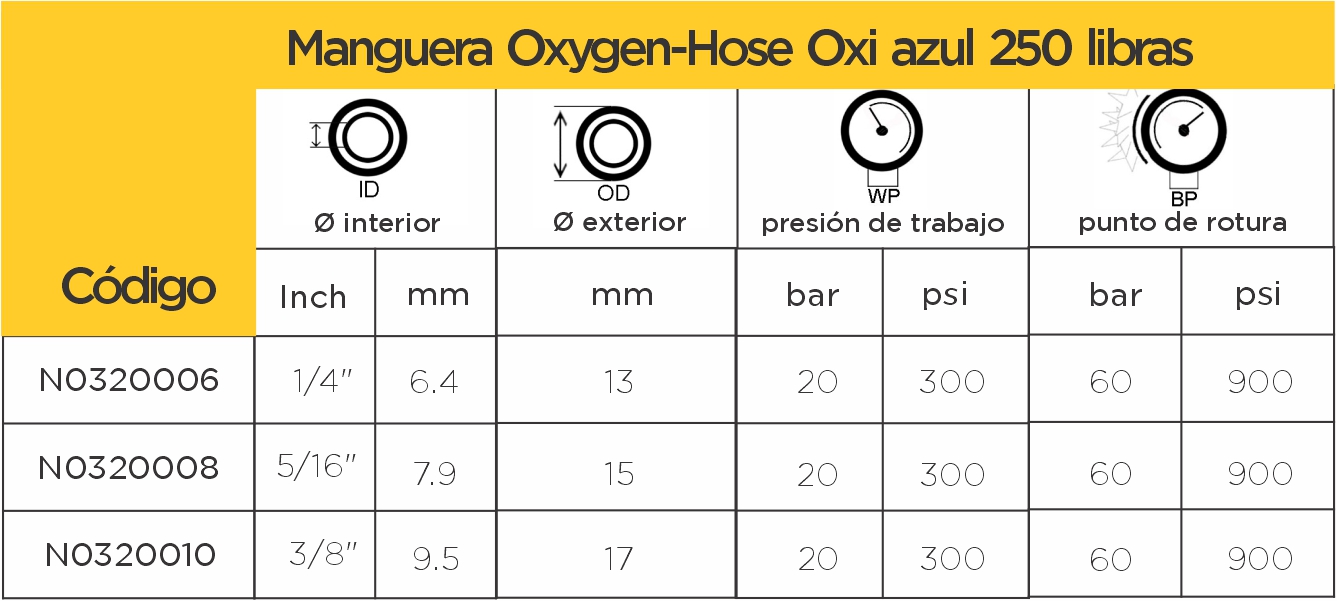 Manguera Oxygen-Hose Oxi azul 250 libras
ID OD WP BP
Ø interior Ø exterior presión de trabajo punto de rotura
Código Inch mm mm bar psi bar psi
N0320006 1/4" 6.4 13 20 300 60 900
N0320008 5/16" 7.9 15 20 300 60 900
N0320010 3/8" 9.5 17 20 300 60 900